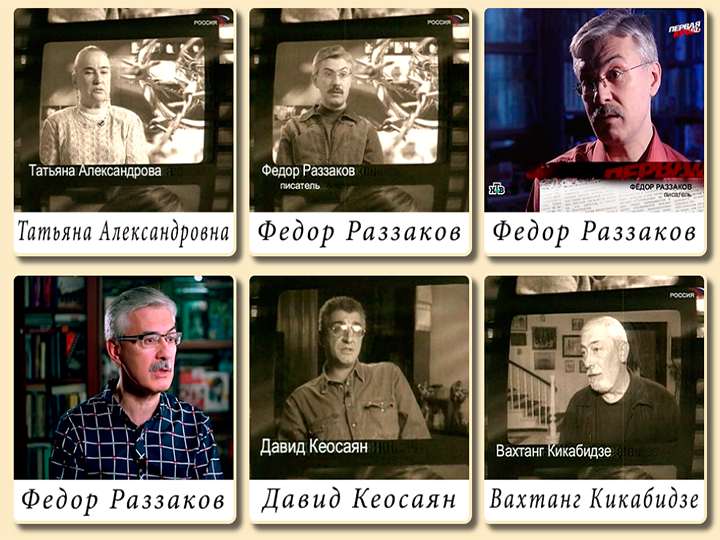 РОССИЯ
Татьяна Александрова
Татьяна Александровна
РОССИЯ
Федор Раззаков
писатель
Федор Раззаков
ПЕРВАЯ
НТВ
ФЁДОР РАЗЗАКОВ
писатель
Федор Раззаков
Федор Раззаков
Давид Кеосаян
Давид Кеосаян
РОССИЯ
Вахтанг Кикабидзе
Вахтанг Кикабидзе